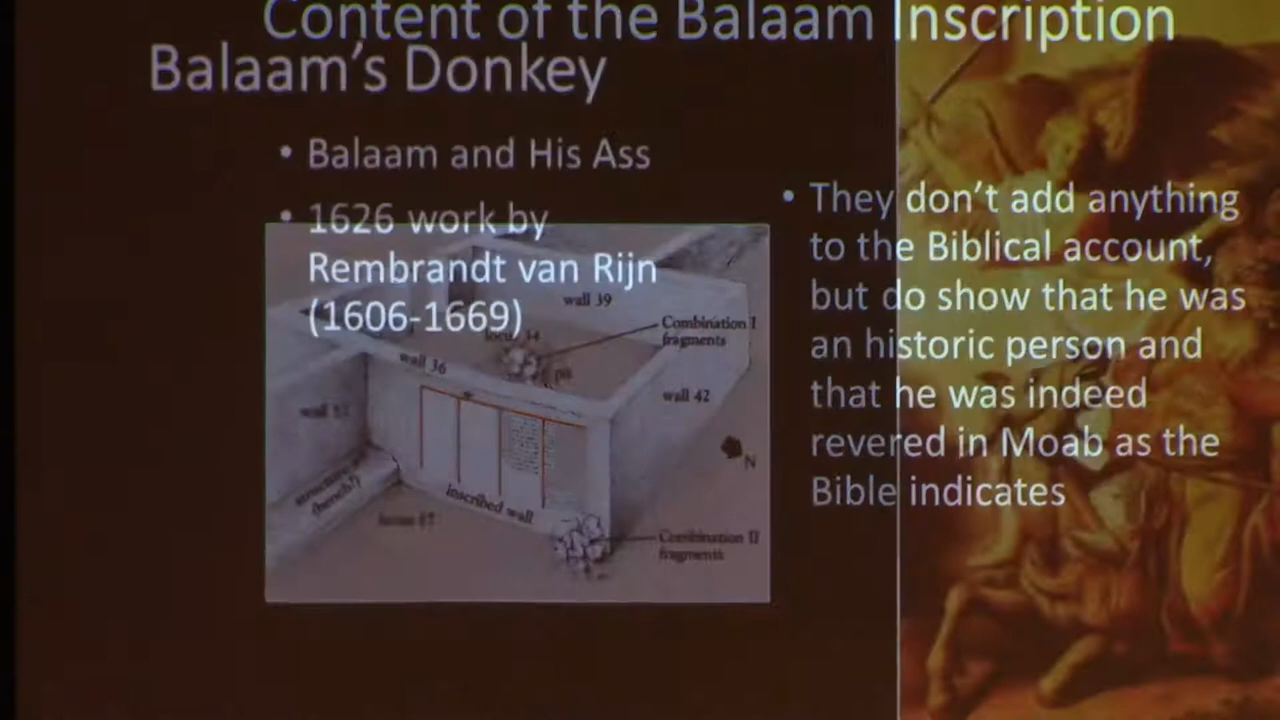 Content of the Balaam Inscription
Balaam's Donkey
• Balaam and His Ass
• 1626 work by
Rembrandt van Rijn
(1606-1669)
• They don't add anything
to the Biblical account,
but do show that he was
an historic person and
that he was indeed
revered in Moab as the
Bible indicates
wall 39
Combination I
fragments
wall 36
pit
wall 42
N
inscribed wall
(bench?)
Combination II
fragments